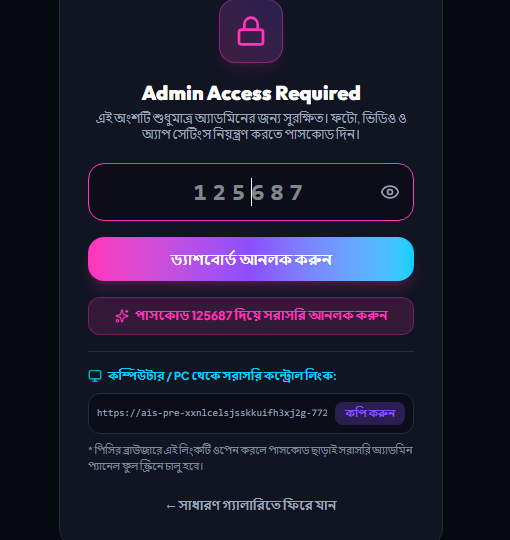 Admin Access Required
এই অংশটি শুধুমাত্র অ্যাডমিনের জন্য সুরক্ষিত। ফটো, ভিডিও ও
অ্যাপ সেটিংস নিয়ন্ত্রণ করতে পাসকোড দিন।
125687
ড্যাশবোর্ড আনলক করুন
পাসকোড 125687 দিয়ে সরাসরি আনলক করুন
কম্পিউটার / PC থেকে সরাসরি কন্ট্রোল লিংক:
https://ais-pre-xxnlcelsjsskkuifh3xj2g-772
কপি করুন
* পিসির ব্রাউজারে এই লিংকটি ওপেন করলে পাসকোড ছাড়াই সরাসরি অ্যাডমিন
প্যানেল ফুল স্ক্রিনে চালু হবে।
← সাধারণ গ্যালারিতে ফিরে যান